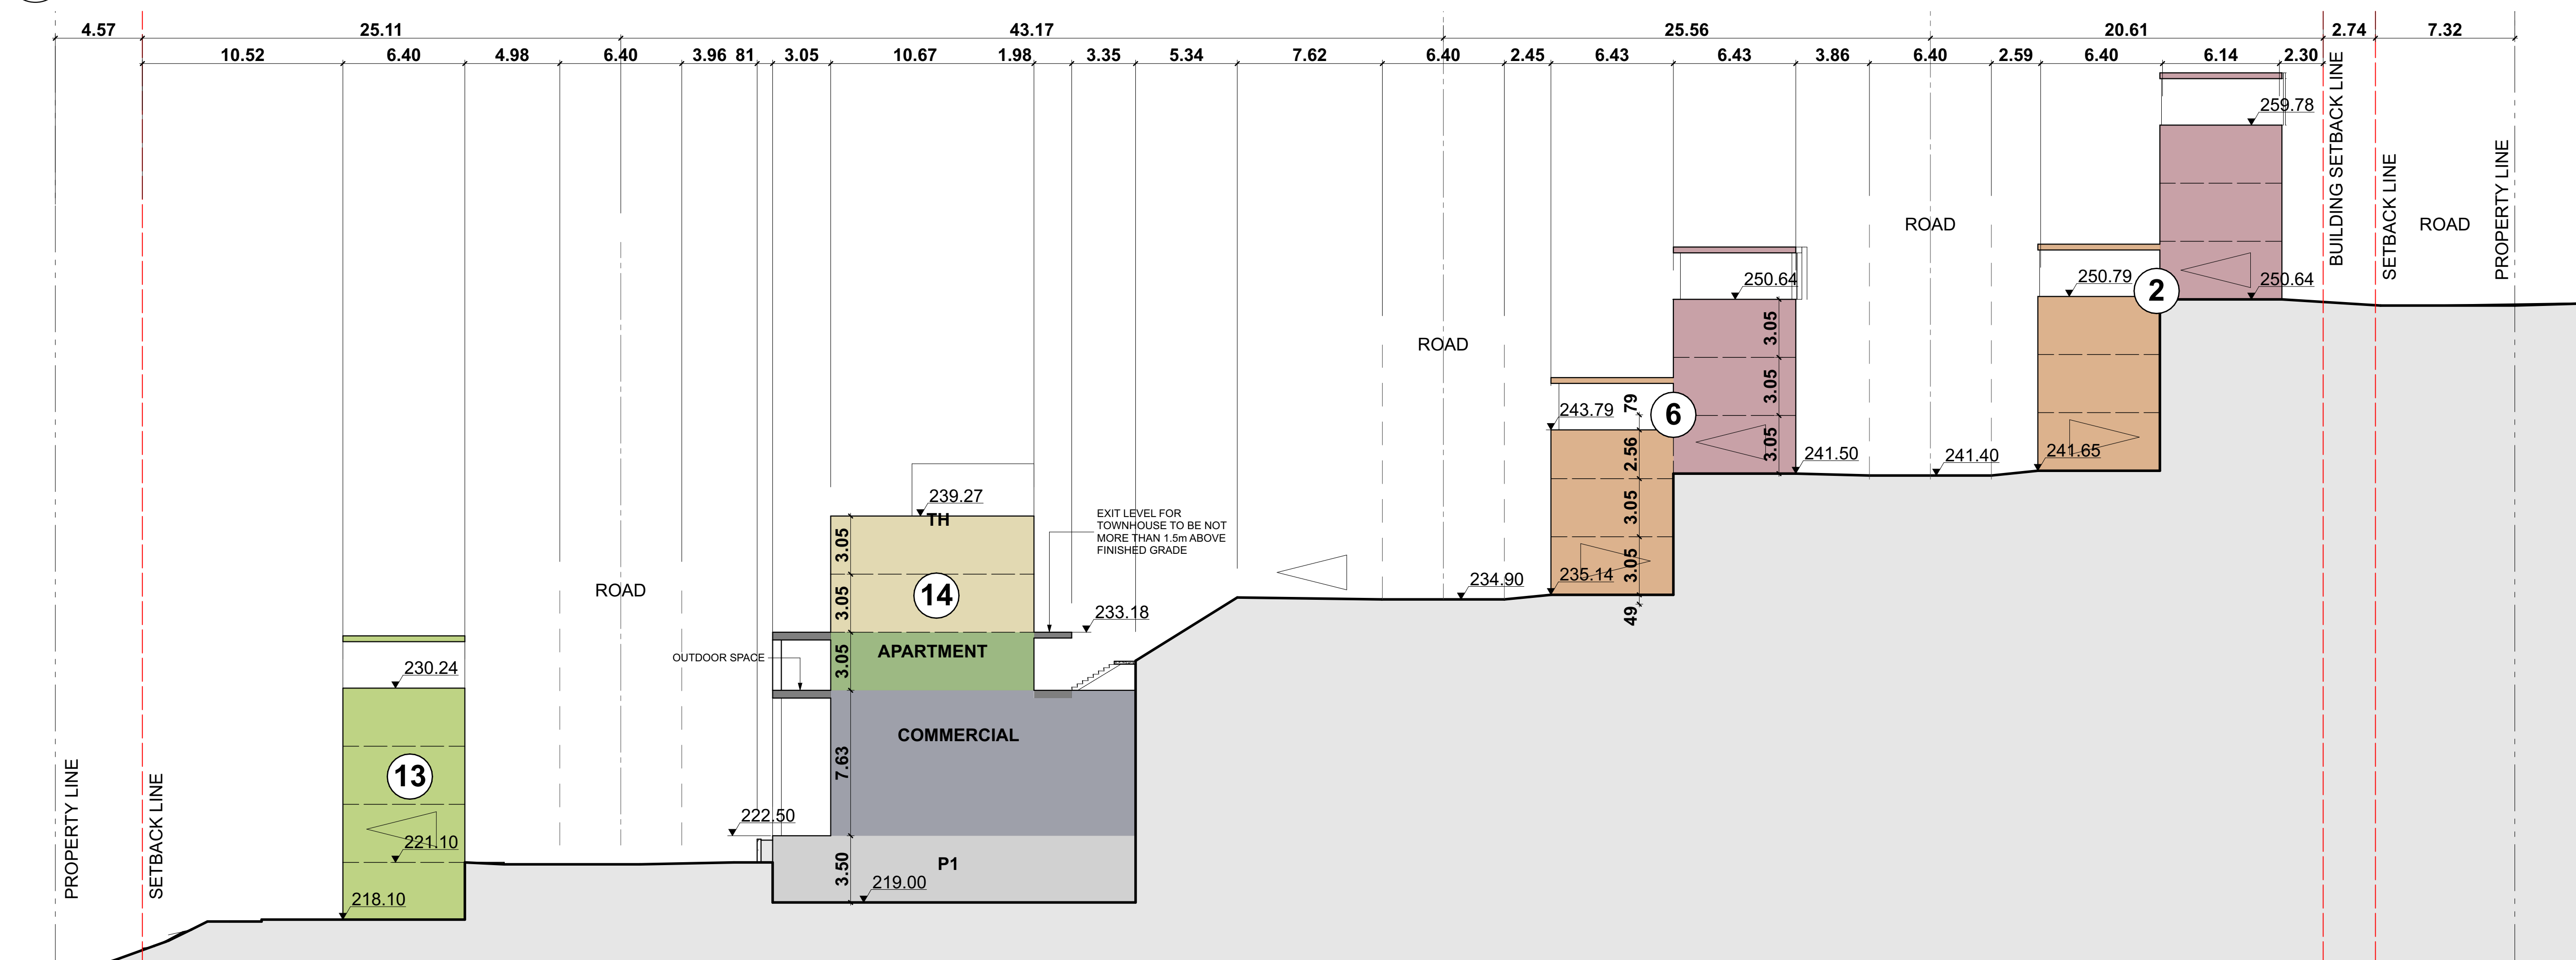 4.57 25.11 43.17 25.56 20.61 2.74 7.32
10.52 6.40 4.98 6.40 3.96 81 3.05 10.67 1.98 3.35 5.34 7.62 6.40 2.45 6.43 6.43 3.86 6.40 2.59 6.40 6.14 2.30
BUILDING SETBACK LINE
SETBACK LINE
PROPERTY LINE
259.78
ROAD
ROAD
250.64
250.79
2
250.64
3.05
3.05
3.05
ROAD
243.79
79
6
2.56
3.05
3.05
49
241.50
241.40
241.65
235.14
234.90
239.27
TH
EXIT LEVEL FOR
TOWNHOUSE TO BE NOT
MORE THAN 1.5m ABOVE
FINISHED GRADE
3.05
3.05
14
ROAD
233.18
3.05
APARTMENT
OUTDOOR SPACE
230.24
7.63
COMMERCIAL
13
PROPERTY LINE
SETBACK LINE
222.50
221.10
3.50
P1
219.00
218.10